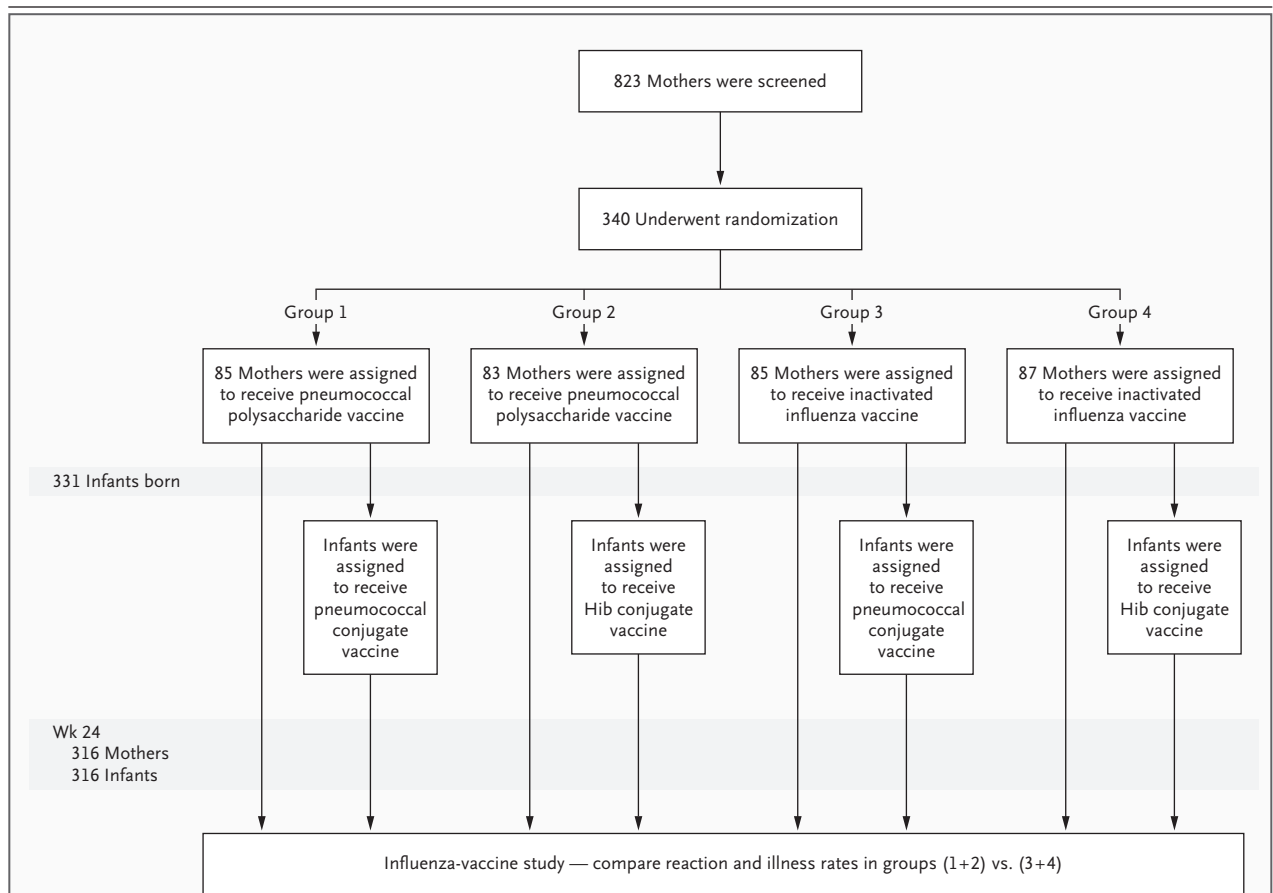 823 Mothers were screened
340 Underwent randomization
Group 1
Group 2
Group 3
Group 4
85 Mothers were assigned
to receive pneumococcal
polysaccharide vaccine
83 Mothers were assigned
to receive pneumococcal
polysaccharide vaccine
85 Mothers were assigned
to receive inactivated
influenza vaccine
87 Mothers were assigned
to receive inactivated
influenza vaccine
331 Infants born
Infants were
assigned
to receive
pneumococcal
conjugate
vaccine
Infants were
assigned
to receive
Hib conjugate
vaccine
Infants were
assigned
to receive
pneumococcal
conjugate
vaccine
Infants were
assigned
to receive
Hib conjugate
vaccine
Wk 24
316 Mothers
316 Infants
Influenza-vaccine study — compare reaction and illness rates in groups (1+2) vs. (3+4)